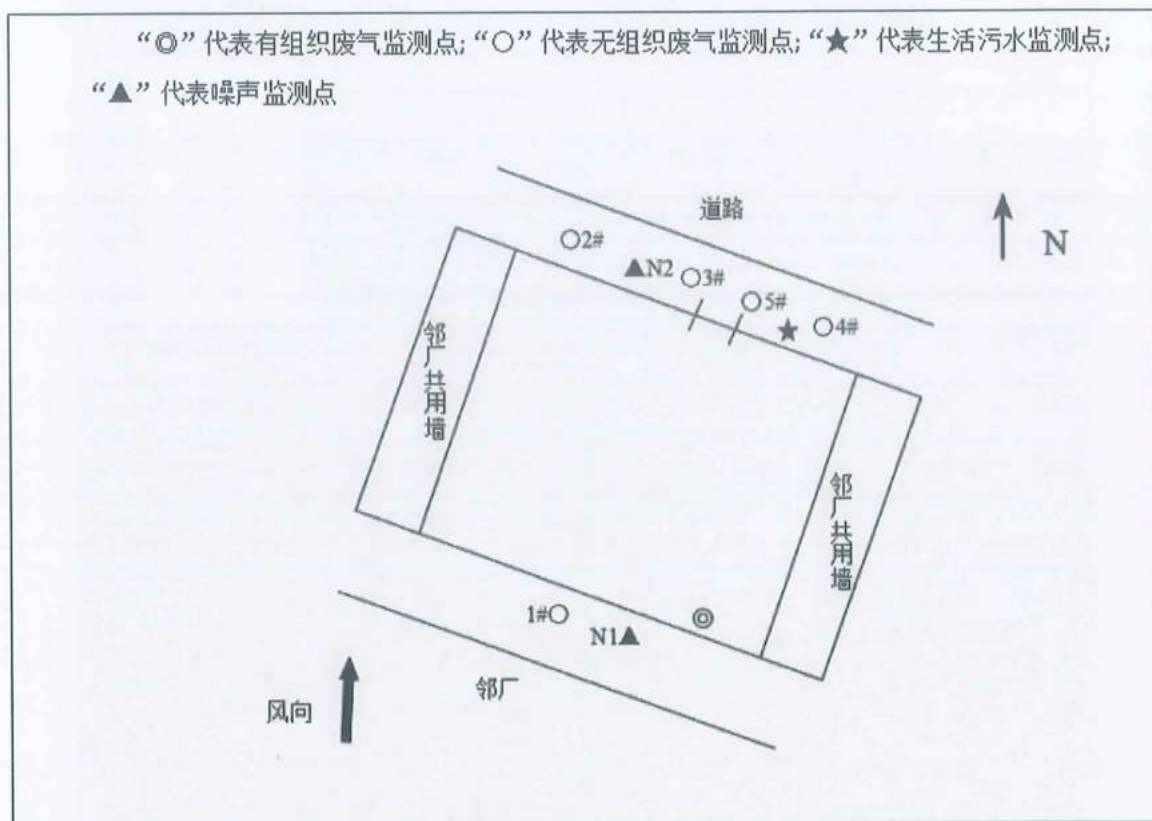 “◎”代表有组织废气监测点;“○”代表无组织废气监测点;“★”代表生活污水监测点;
“▲”代表噪声监测点
道路
○2#
▲N2
○3#
N
○5#
★ ○4#
邻厂共用墙
邻厂共用墙
1#○
◎
N1▲
邻厂
风向